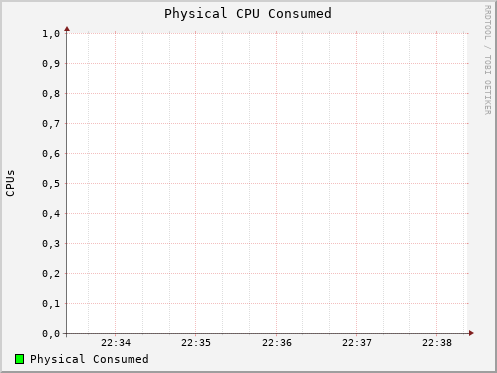 Physical CPU Consumed
RRDTOOL / TOBI OETIKER
1,0
0,9
0,8
0,7
0,6
0,5
0,4
0,3
0,2
0,1
0,0
CPUs
22:34 22:35 22:36 22:37 22:38
Physical Consumed